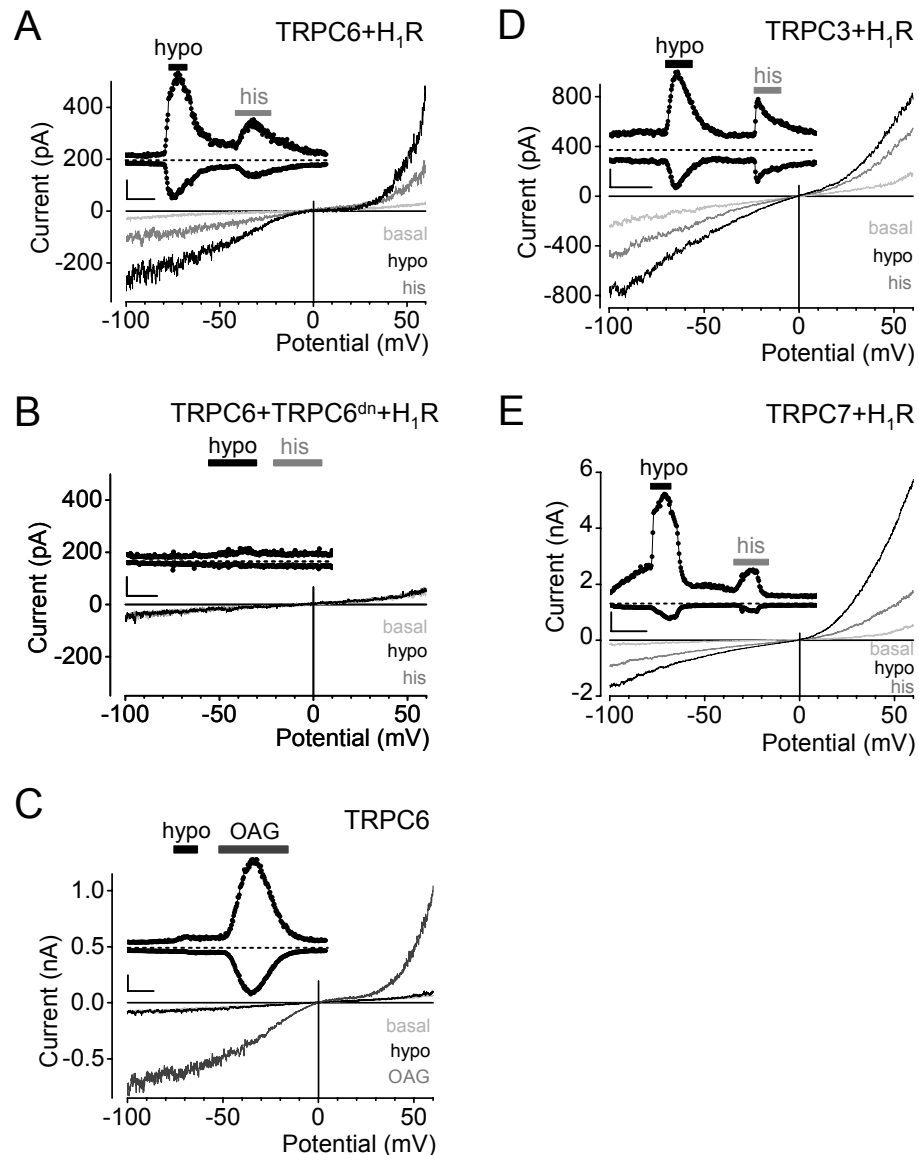 A
TRPC6+H₁R
hypo
his
400
200
0
-200
Current (pA)
basal
hypo
his
-100
-50
0
50
Potential (mV)
B
TRPC6+TRPC6ᵈⁿ+H₁R
hypo
his
400
200
0
-200
Current (pA)
basal
hypo
his
-100
-50
0
50
Potential (mV)
C
TRPC6
hypo
OAG
1.0
0.5
0.0
-0.5
Current (nA)
basal
hypo
OAG
-100
-50
0
50
Potential (mV)
D
TRPC3+H₁R
hypo
his
800
400
0
-400
-800
Current (pA)
basal
hypo
his
-100
-50
0
50
Potential (mV)
E
TRPC7+H₁R
hypo
his
6
4
2
0
-2
Current (nA)
basal
hypo
his
-100
-50
0
50
Potential (mV)